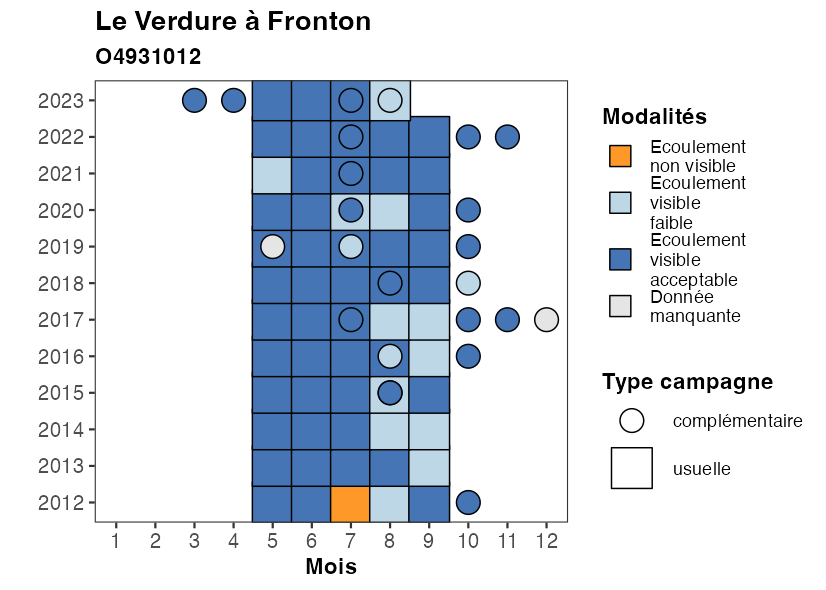 Le Verdure à Fronton
O4931012
2023
2022
2021
2020
2019
2018
2017
2016
2015
2014
2013
2012
1 2 3 4 5 6 7 8 9 10 11 12
Mois
Modalités
Ecoulement
non visible
Ecoulement
visible
faible
Ecoulement
visible
acceptable
Donnée
manquante
Type campagne
complémentaire
usuelle